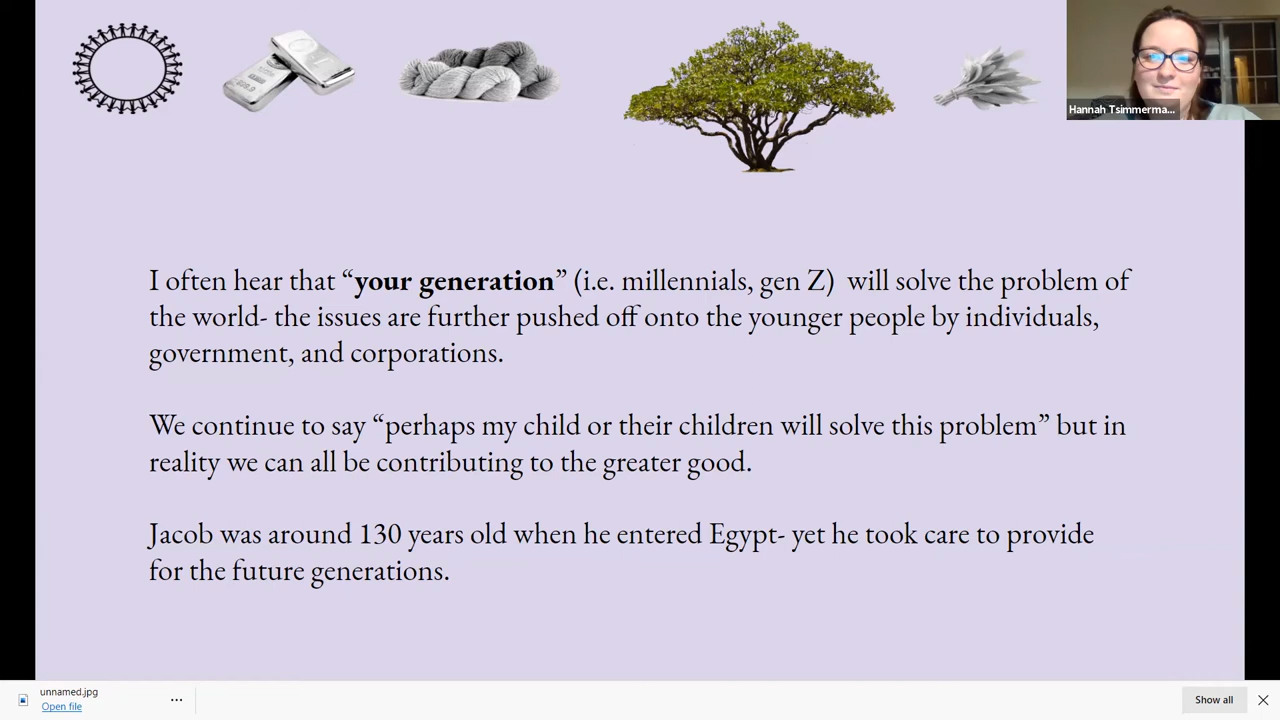 Hannah Tsimmerma...
I often hear that “your generation” (i.e. millennials, gen Z) will solve the problem of
the world- the issues are further pushed off onto the younger people by individuals,
government, and corporations.
We continue to say “perhaps my child or their children will solve this problem” but in
reality we can all be contributing to the greater good.
Jacob was around 130 years old when he entered Egypt- yet he took care to provide
for the future generations.
unnamed.jpg
Open file
Show all